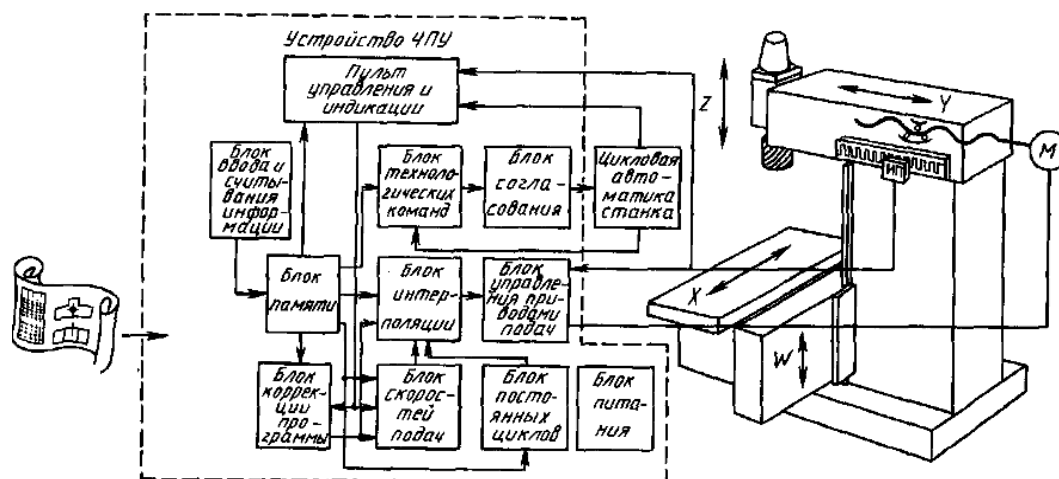 Устройство ЧПУ
Пульт
управления и
индикации
Блок
ввода и
считы-
вания
инфор-
мации
Блок
техноло-
гических
команд
Блок
согла-
сования
Цикловая
авто-
матика
станка
Блок
памяти
Блок
интер-
поляции
Блок
управле-
ния при-
водами
подач
Блок
коррек-
ции
про-
граммы
Блок
скорос-
тей
подач
Блок
посто-
янных
циклов
Блок
пита-
ния
Z
Y
М
ИП
X
W